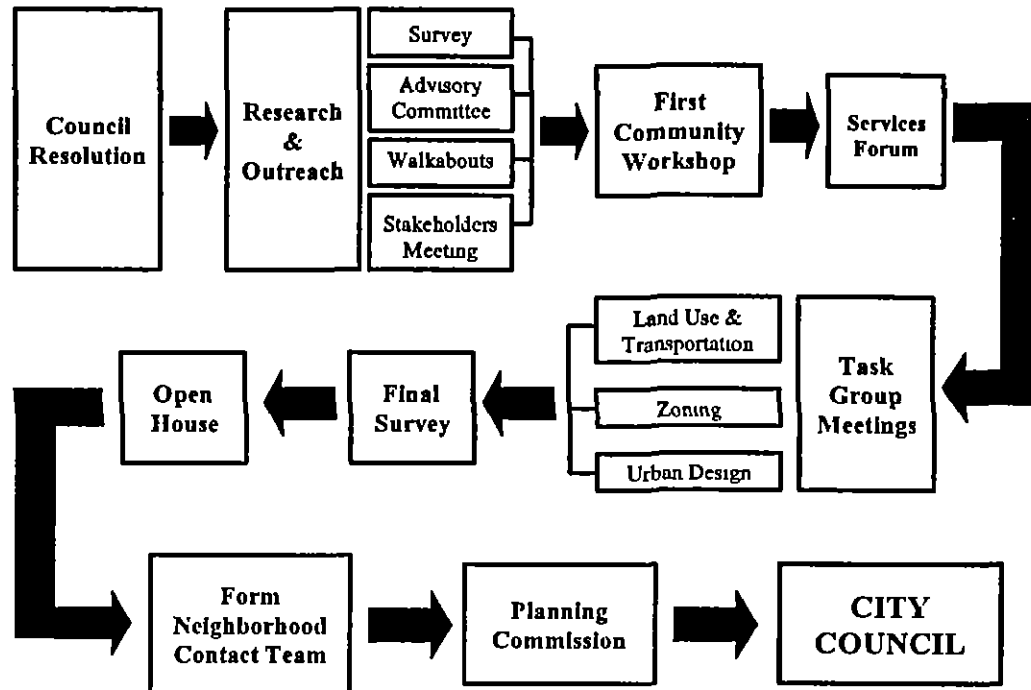 Council
Resolution
Research
&
Outreach
Survey
Advisory
Committee
Walkabouts
Stakeholders
Meeting
First
Community
Workshop
Services
Forum
Task
Group
Meetings
Land Use &
Transportation
Zoning
Urban Design
Final
Survey
Open
House
Form
Neighborhood
Contact Team
Planning
Commission
CITY
COUNCIL